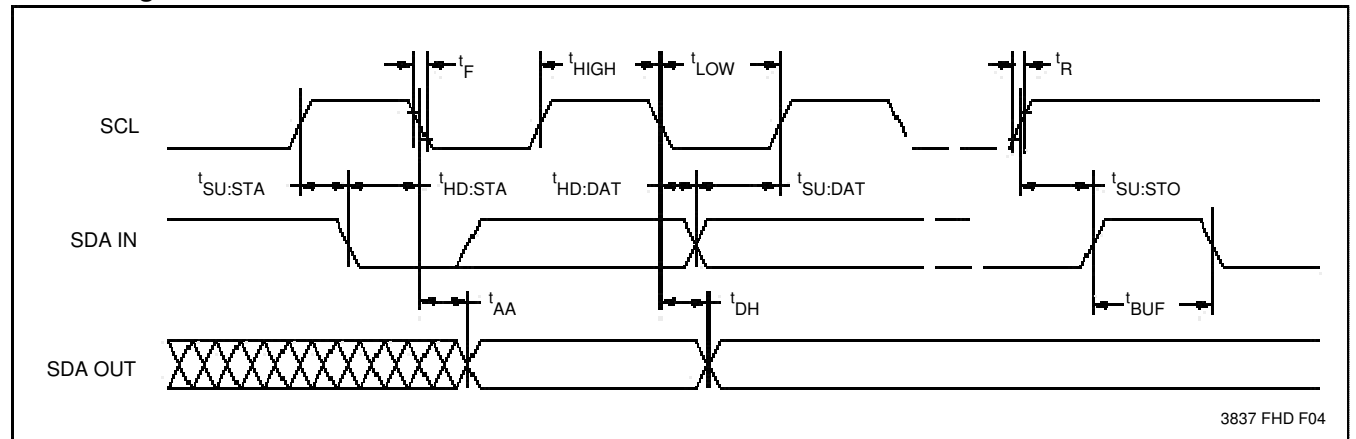 tF
tHIGH
tLOW
tR
SCL
tSU:STA
tHD:STA
tHD:DAT
tSU:DAT
tSU:STO
SDA IN
tAA
tDH
tBUF
SDA OUT
3837 FHD F04